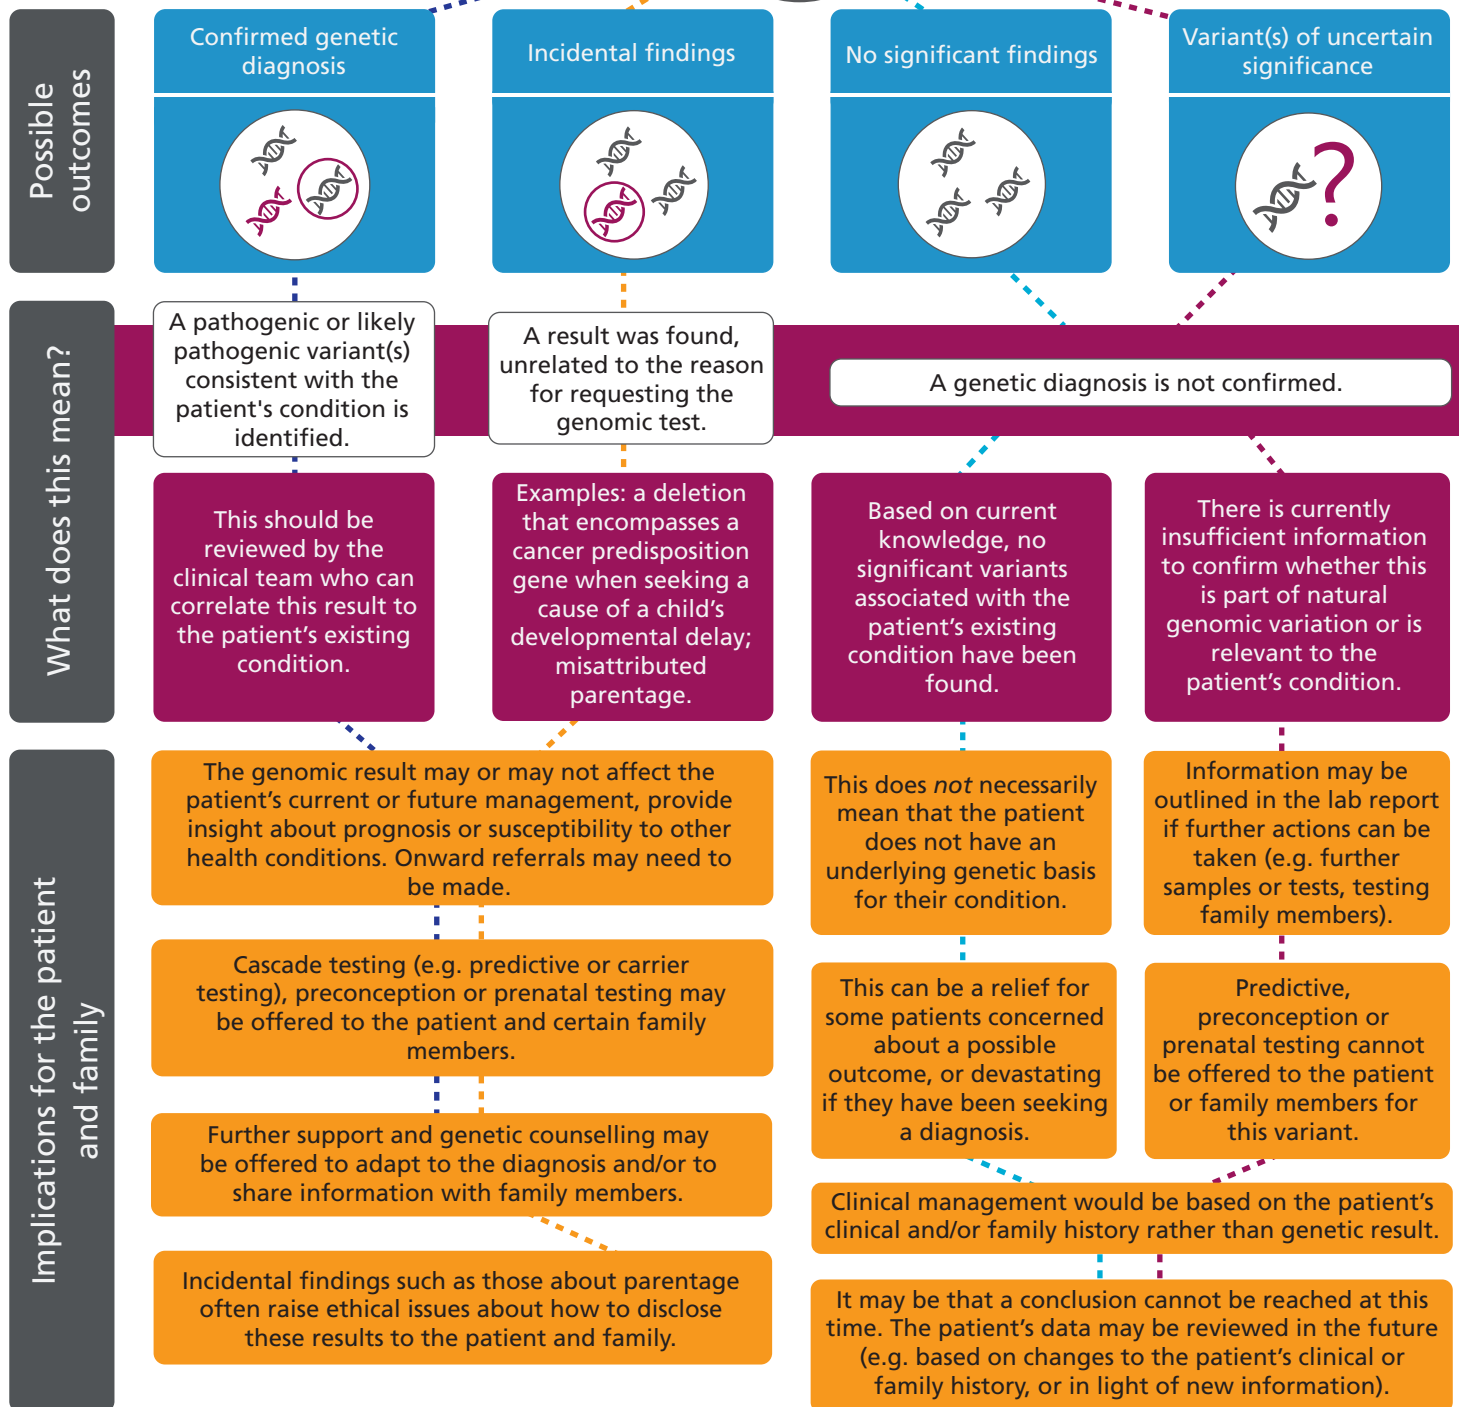 Possible
outcomes
Confirmed genetic
diagnosis
Incidental findings
No significant findings
Variant(s) of uncertain
significance
?
What does this mean?
A pathogenic or likely
pathogenic variant(s)
consistent with the
patient's condition is
identified.
A result was found,
unrelated to the reason
for requesting the
genomic test.
A genetic diagnosis is not confirmed.
This should be
reviewed by the
clinical team who can
correlate this result to
the patient’s existing
condition.
Examples: a deletion
that encompasses a
cancer predisposition
gene when seeking a
cause of a child’s
developmental delay;
misattributed
parentage.
Based on current
knowledge, no
significant variants
associated with the
patient’s existing
condition have been
found.
There is currently
insufficient information
to confirm whether this
is part of natural
genomic variation or is
relevant to the
patient’s condition.
Implications for the patient
and family
The genomic result may or may not affect the
patient’s current or future management, provide
insight about prognosis or susceptibility to other
health conditions. Onward referrals may need to
be made.
Cascade testing (e.g. predictive or carrier
testing), preconception or prenatal testing may
be offered to the patient and certain family
members.
Further support and genetic counselling may
be offered to adapt to the diagnosis and/or to
share information with family members.
Incidental findings such as those about parentage
often raise ethical issues about how to disclose
these results to the patient and family.
This does not necessarily
mean that the patient
does not have an
underlying genetic basis
for their condition.
This can be a relief for
some patients concerned
about a possible
outcome, or devastating
if they have been seeking
a diagnosis.
Information may be
outlined in the lab report
if further actions can be
taken (e.g. further
samples or tests, testing
family members).
Predictive,
preconception or
prenatal testing cannot
be offered to the patient
or family members for
this variant.
Clinical management would be based on the patient’s
clinical and/or family history rather than genetic result.
It may be that a conclusion cannot be reached at this
time. The patient’s data may be reviewed in the future
(e.g. based on changes to the patient’s clinical or
family history, or in light of new information).